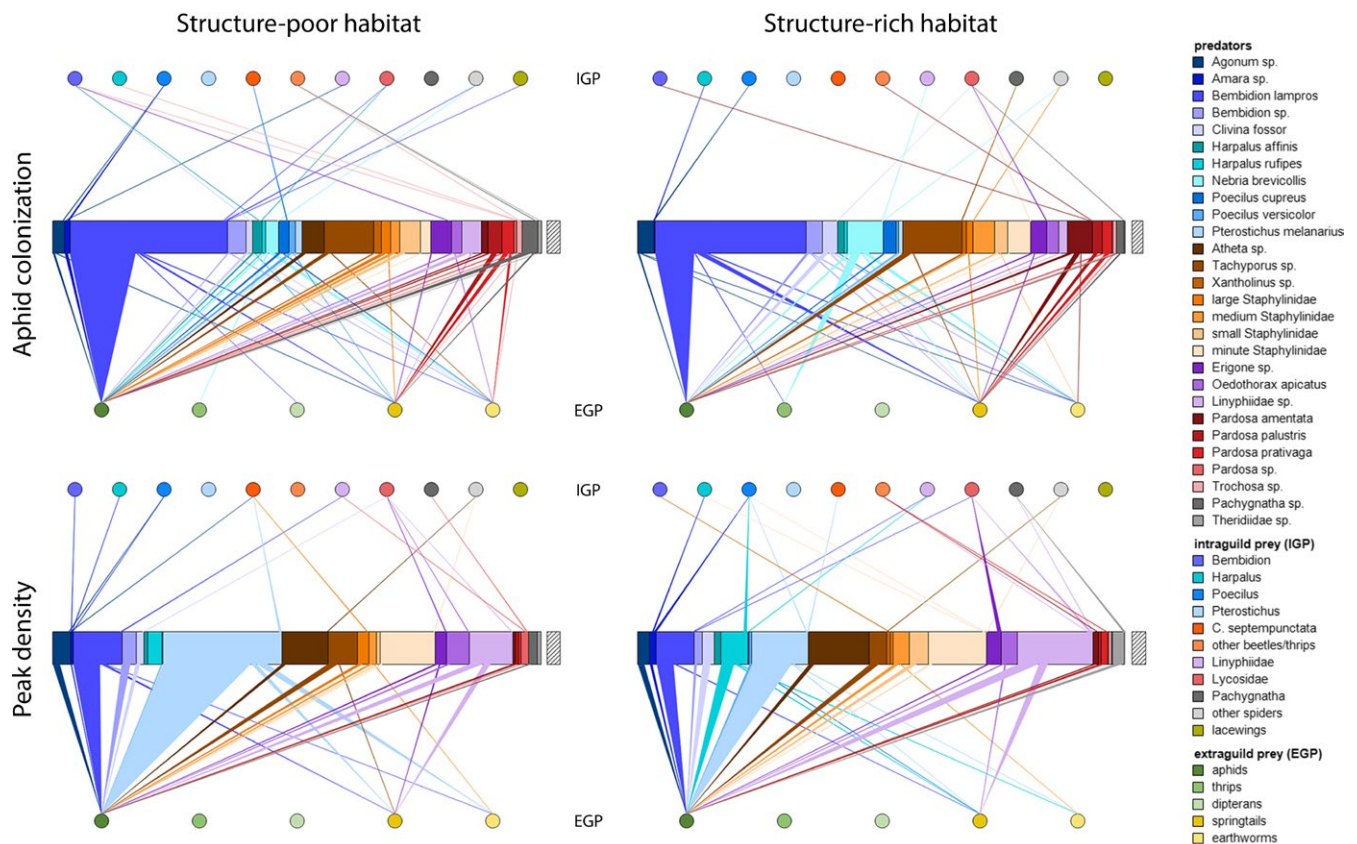 Structure-poor habitat
Structure-rich habitat
Aphid colonization
IGP
EGP
Peak density
IGP
EGP
predators
Agonum sp.
Amara sp.
Bembidion lampros
Bembidion sp.
Clivina fossor
Harpalus affinis
Harpalus rufipes
Nebria brevicollis
Poecilus cupreus
Poecilus versicolor
Pterostichus melanarius
Atheta sp.
Tachyporus sp.
Xantholinus sp.
large Staphylinidae
medium Staphylinidae
small Staphylinidae
minute Staphylinidae
Erigone sp.
Oedothorax apicatus
Linyphiidae sp.
Pardosa amentata
Pardosa palustris
Pardosa prativaga
Pardosa sp.
Trochosa sp.
Pachygnatha sp.
Theridiidae sp.
intraguild prey (IGP)
Bembidion
Harpalus
Poecilus
Pterostichus
C. septempunctata
other beetles/thrips
Linyphiidae
Lycosidae
Pachygnatha
other spiders
lacewings
extraguild prey (EGP)
aphids
thrips
dipterans
springtails
earthworms